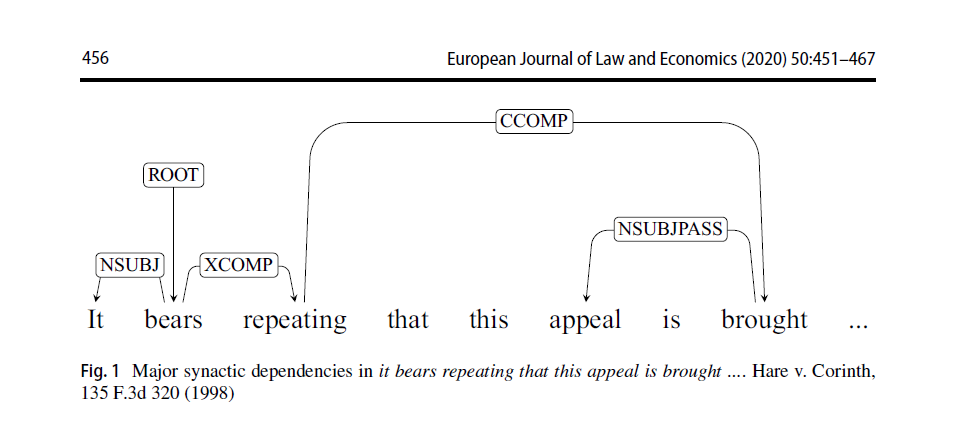 456
European Journal of Law and Economics (2020) 50:451–467
CCOMP
ROOT
NSUBJPASS
NSUBJ XCOMP
It bears repeating that this appeal is brought ...
Fig. 1 Major synactic dependencies in it bears repeating that this appeal is brought .... Hare v. Corinth,
135 F.3d 320 (1998)